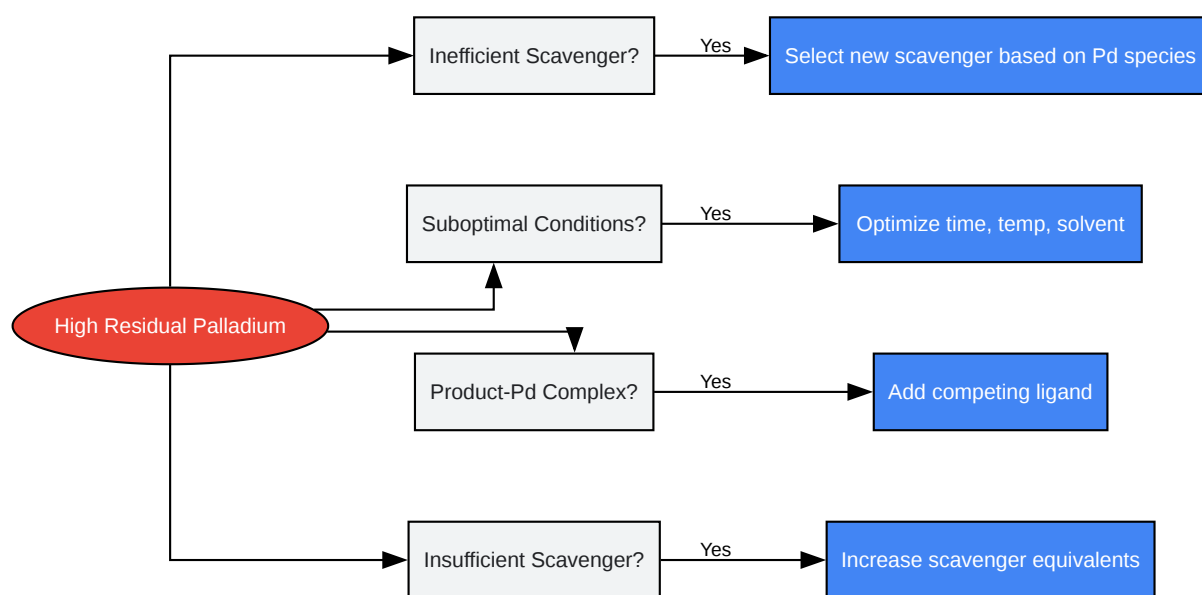 Inefficient Scavenger?
Yes
Select new scavenger based on Pd species
Suboptimal Conditions?
Yes
Optimize time, temp, solvent
High Residual Palladium
Product-Pd Complex?
Yes
Add competing ligand
Insufficient Scavenger?
Yes
Increase scavenger equivalents